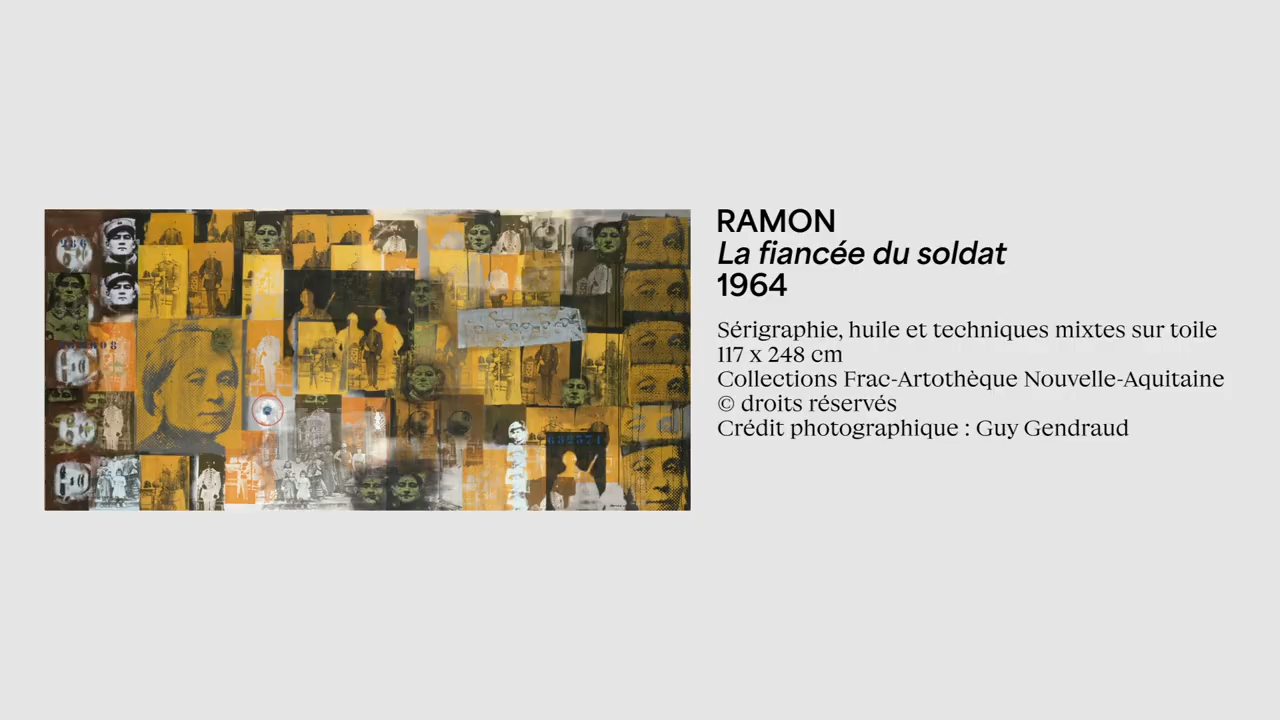 RAMON
La fiancée du soldat
1964
Sérigraphie, huile et techniques mixtes sur toile
117 x 248 cm
Collections Frac-Artothèque Nouvelle-Aquitaine
© droits réservés
Crédit photographique : Guy Gendraud